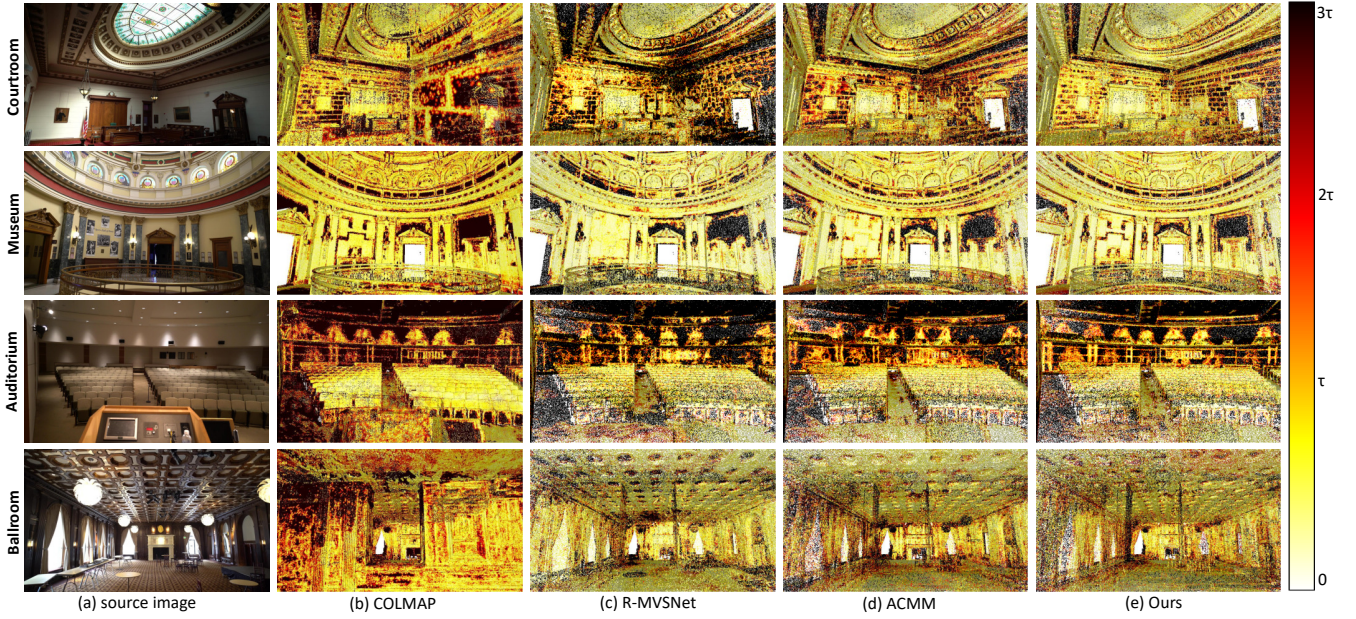 Courtroom
Museum
Auditorium
Ballroom
3τ
2τ
τ
0
(a) source image
(b) COLMAP
(c) R-MVSNet
(d) ACMM
(e) Ours